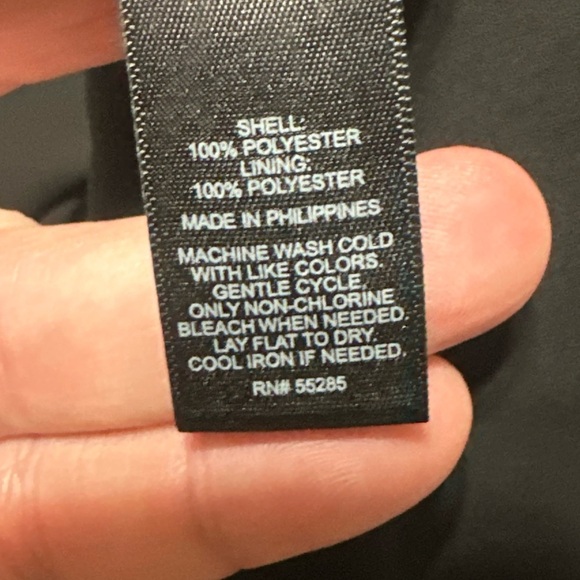 SHELL:
100% POLYESTER
LINING:
100% POLYESTER
MADE IN PHILIPPINES
MACHINE WASH COLD
WITH LIKE COLORS.
GENTLE CYCLE.
ONLY NON-CHLORINE
BLEACH WHEN NEEDED.
LAY FLAT TO DRY.
COOL IRON IF NEEDED.
RN# 55285